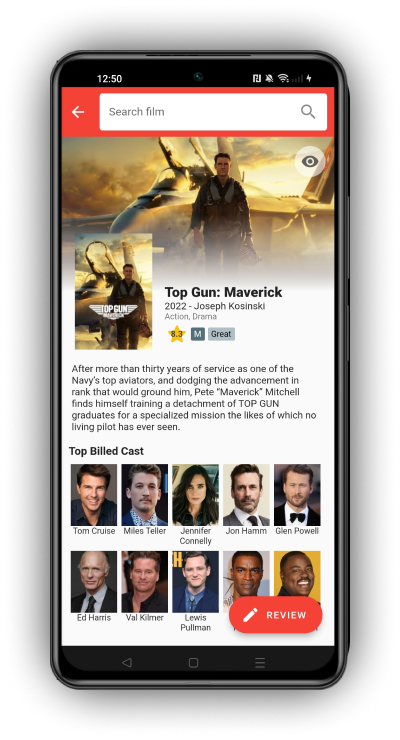 12:50
Search film
TOP GUN
MAVERICK
Top Gun: Maverick
2022 - Joseph Kosinski
Action, Drama
8.3 M Great
After more than thirty years of service as one of the
Navy's top aviators, and dodging the advancement in
rank that would ground him, Pete “Maverick” Mitchell
finds himself training a detachment of TOP GUN
graduates for a specialized mission the likes of which no
living pilot has ever seen.
Top Billed Cast
Tom Cruise Miles Teller Jennifer Connelly Jon Hamm Glen Powell
Ed Harris Val Kilmer Lewis Pullman
REVIEW